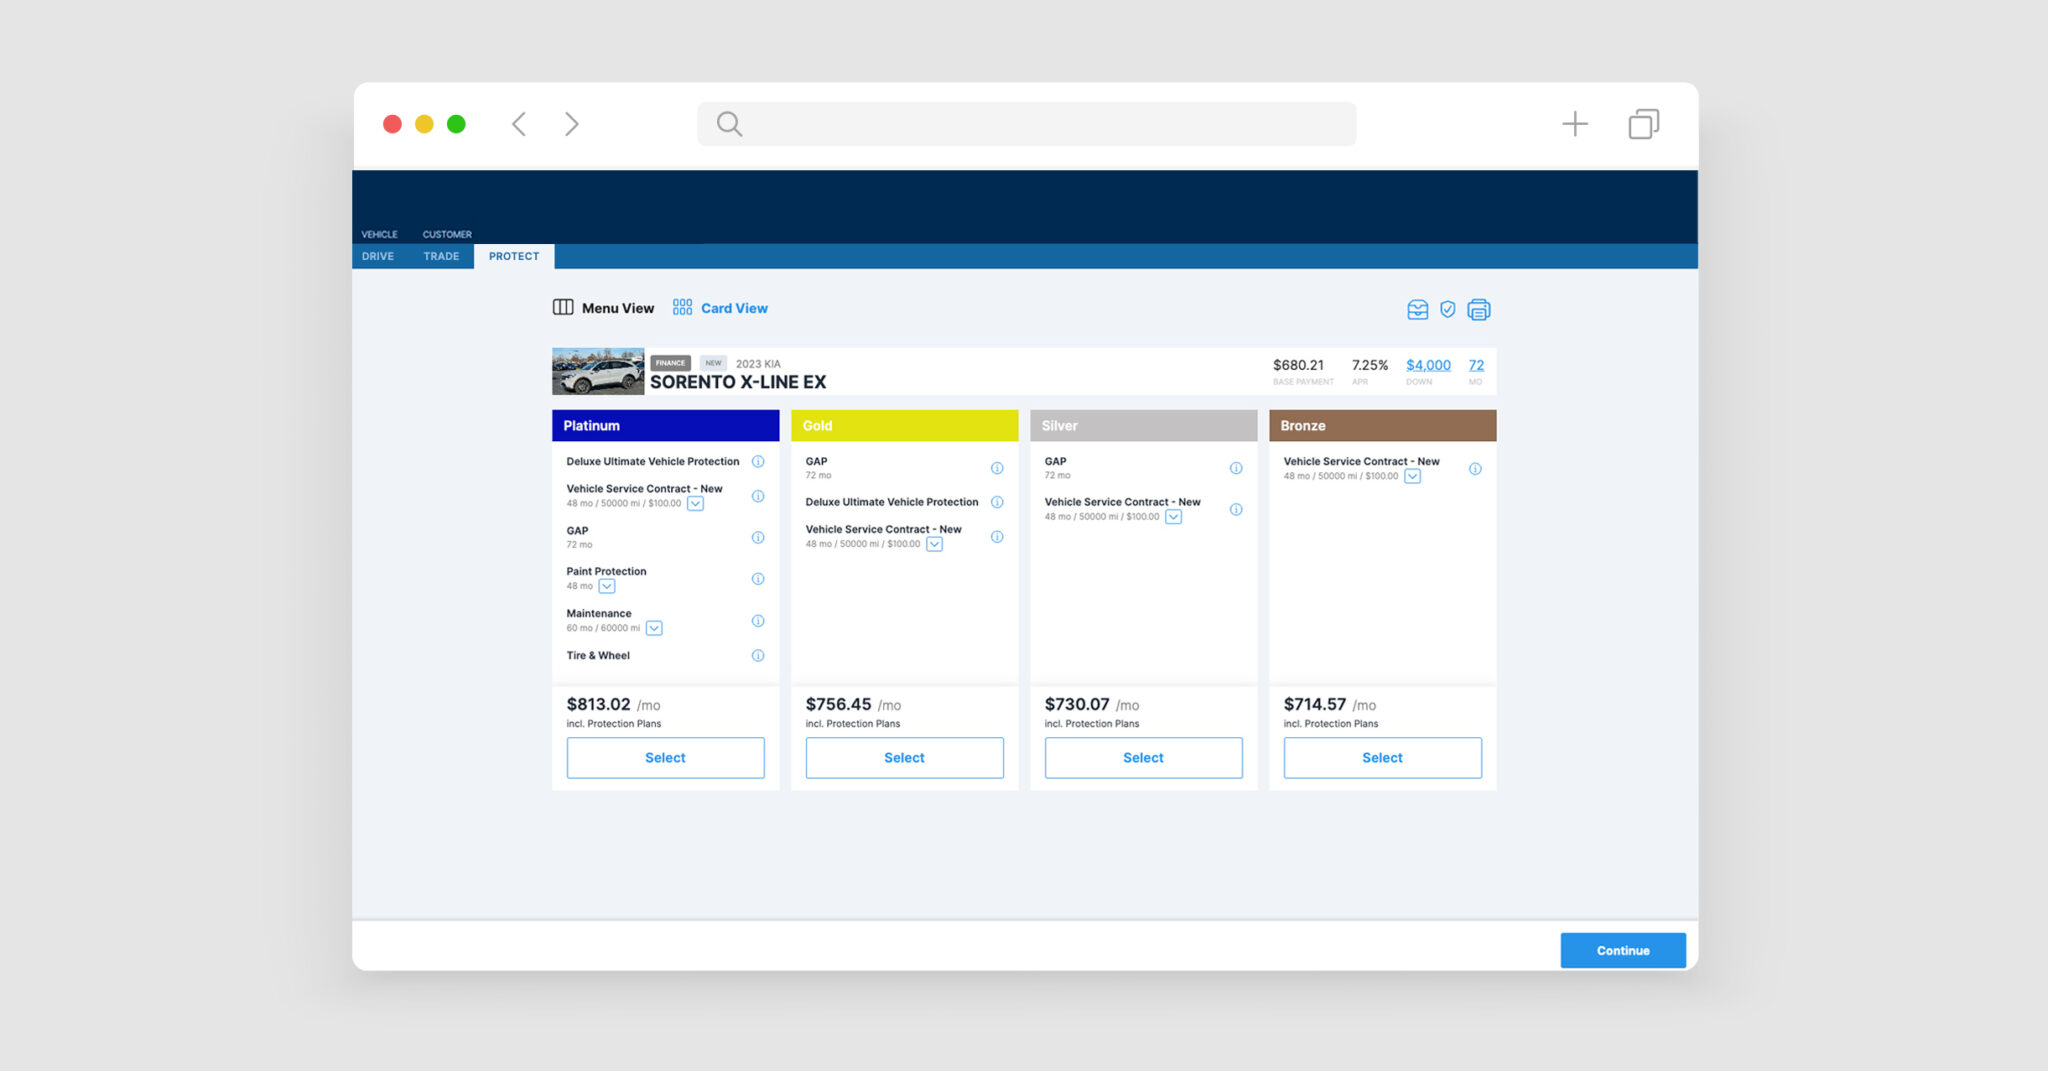 VEHICLE CUSTOMER
DRIVE TRADE PROTECT
Menu View Card View
FINANCE NEW 2023 KIA
SORENTO X-LINE EX
$680.21 7.25% $4,000 72
BASE PAYMENT APR DOWN MO
Platinum
Deluxe Ultimate Vehicle Protection
Vehicle Service Contract - New
48 mo / 50000 mi / $100.00
GAP
72 mo
Paint Protection
48 mo
Maintenance
60 mo / 60000 mi
Tire & Wheel
$813.02 /mo
incl. Protection Plans
Select
Gold
GAP
72 mo
Deluxe Ultimate Vehicle Protection
Vehicle Service Contract - New
48 mo / 50000 mi / $100.00
$756.45 /mo
incl. Protection Plans
Select
Silver
GAP
72 mo
Vehicle Service Contract - New
48 mo / 50000 mi / $100.00
$730.07 /mo
incl. Protection Plans
Select
Bronze
Vehicle Service Contract - New
48 mo / 50000 mi / $100.00
$714.57 /mo
incl. Protection Plans
Select
Continue